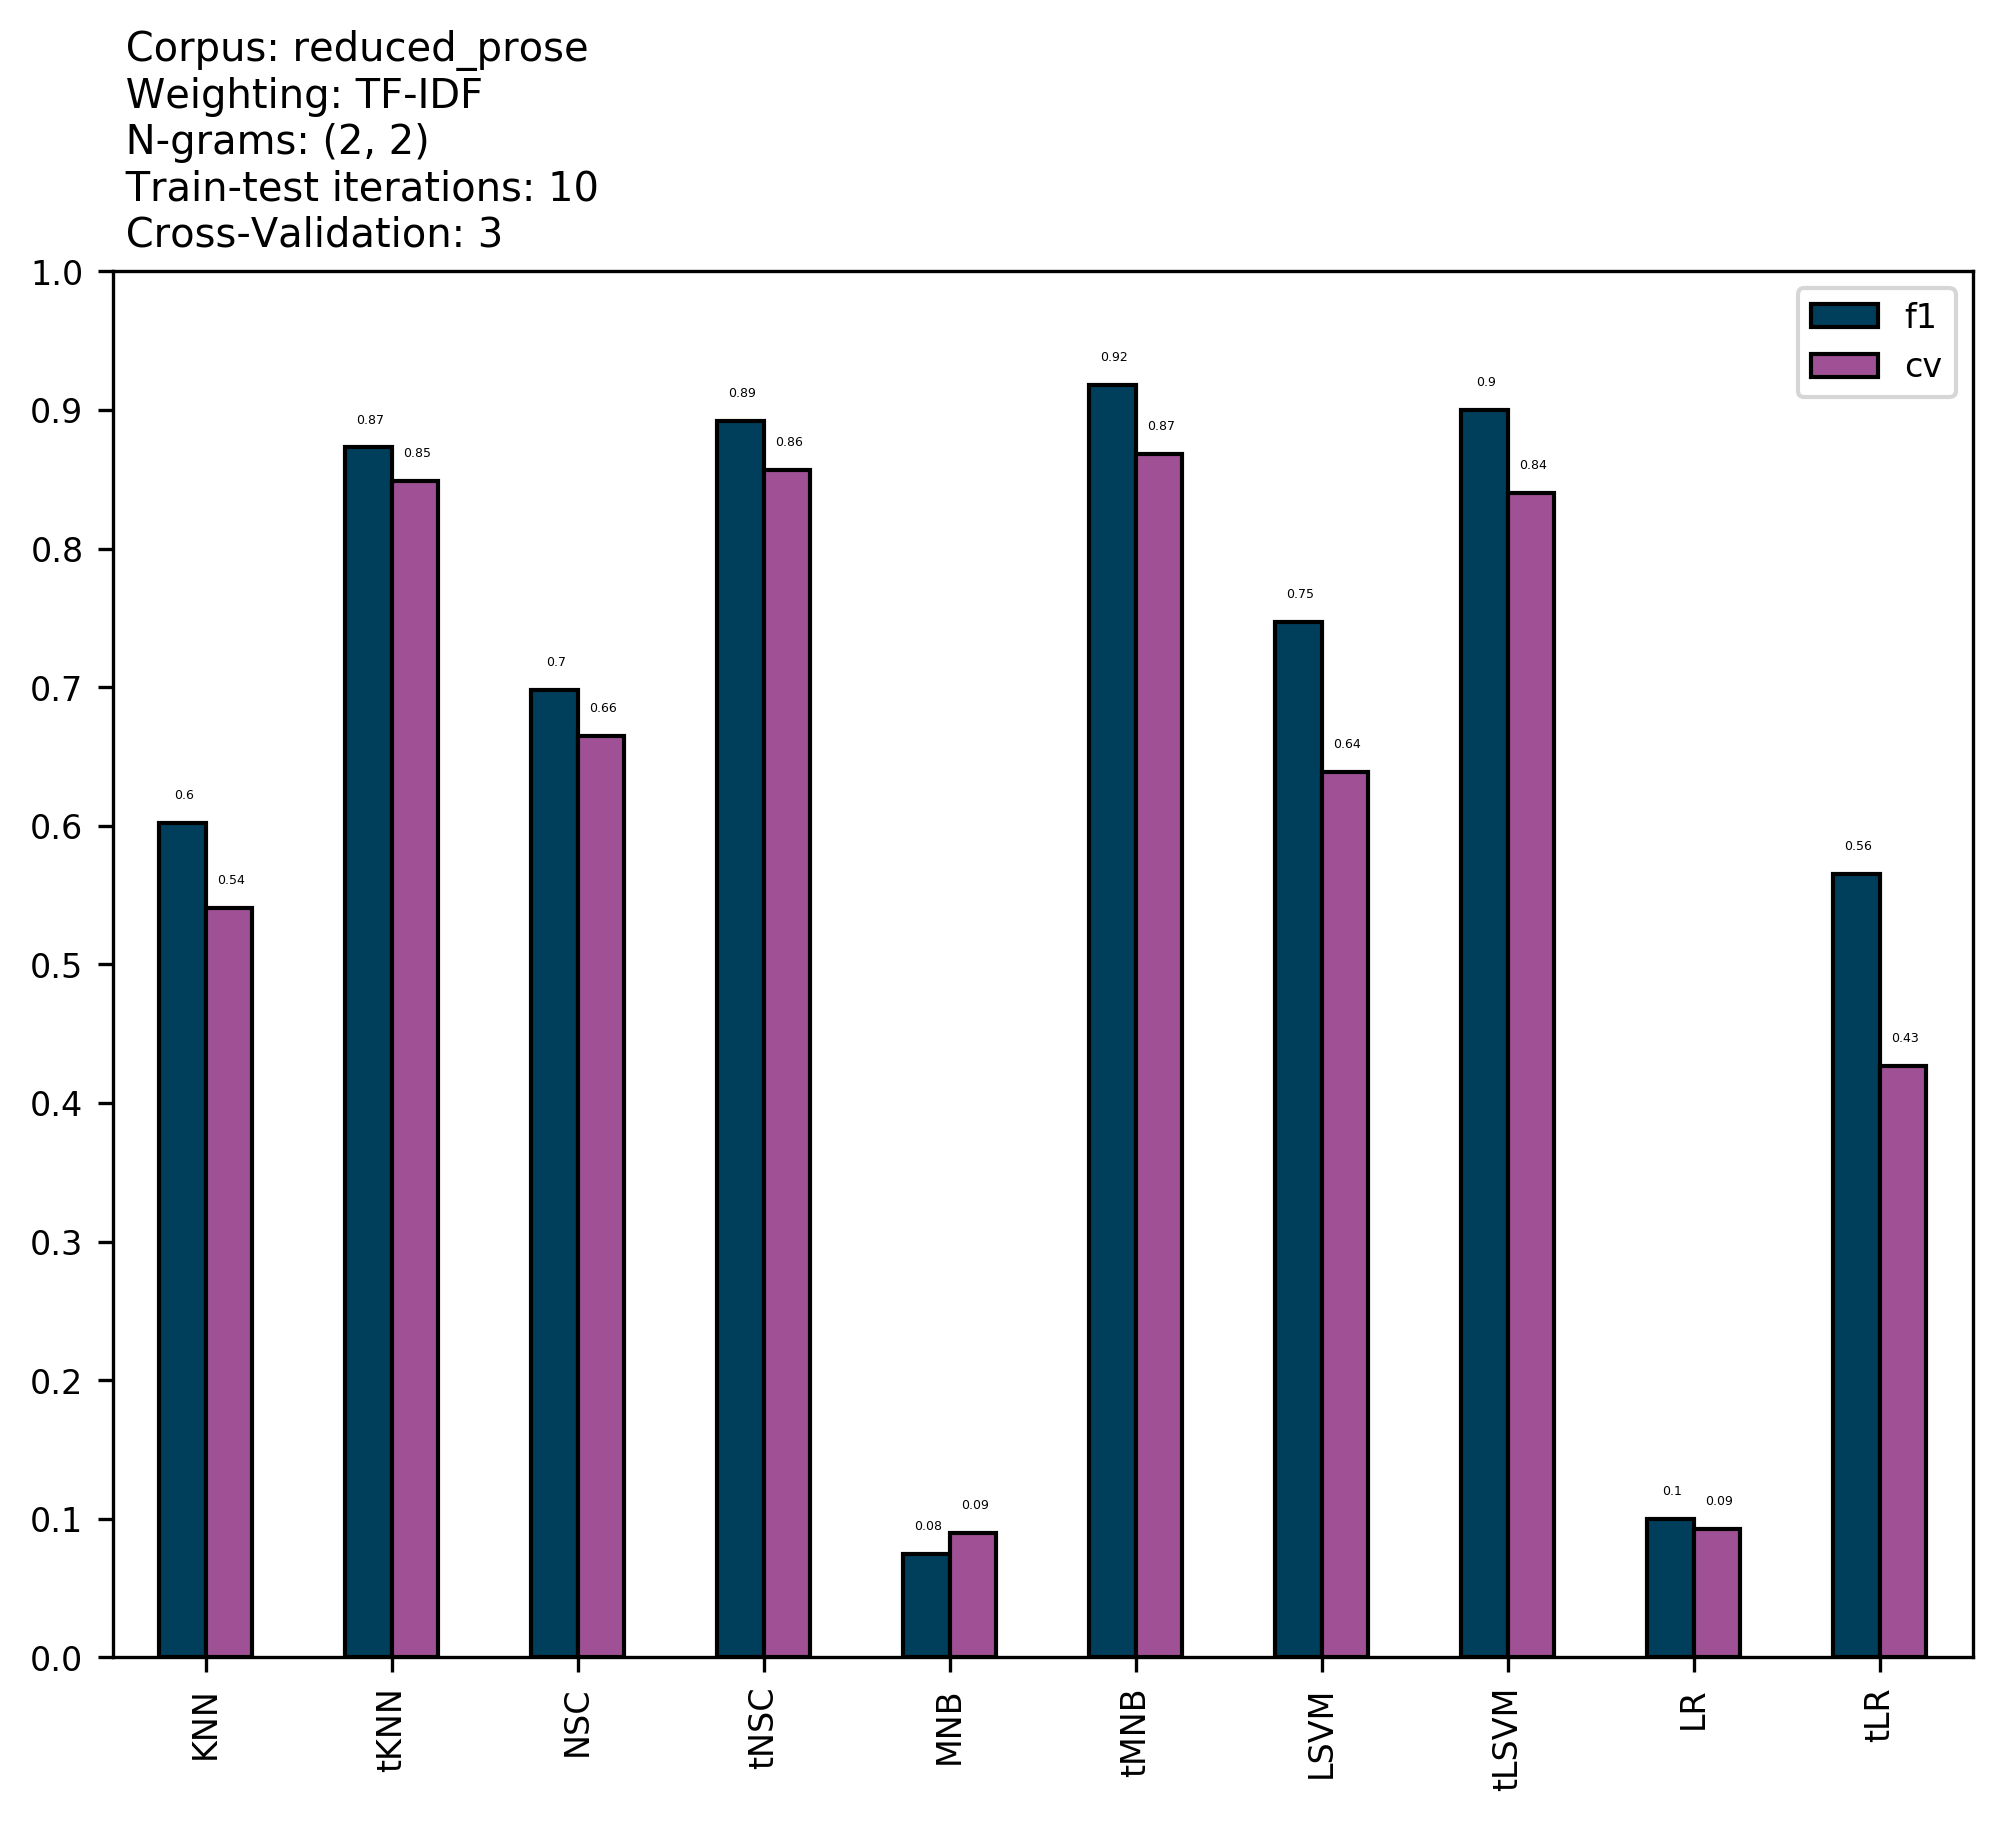 Corpus: reduced_prose
Weighting: TF-IDF
N-grams: (2, 2)
Train-test iterations: 10
Cross-Validation: 3
1.0
0.9
0.8
0.7
0.6
0.5
0.4
0.3
0.2
0.1
0.0
f1
cv
0.6
0.54
0.87
0.85
0.7
0.66
0.89
0.86
0.08
0.09
0.92
0.87
0.75
0.64
0.9
0.84
0.1
0.09
0.56
0.43
KNN
tKNN
NSC
tNSC
MNB
tMNB
LSVM
tLSVM
LR
tLR